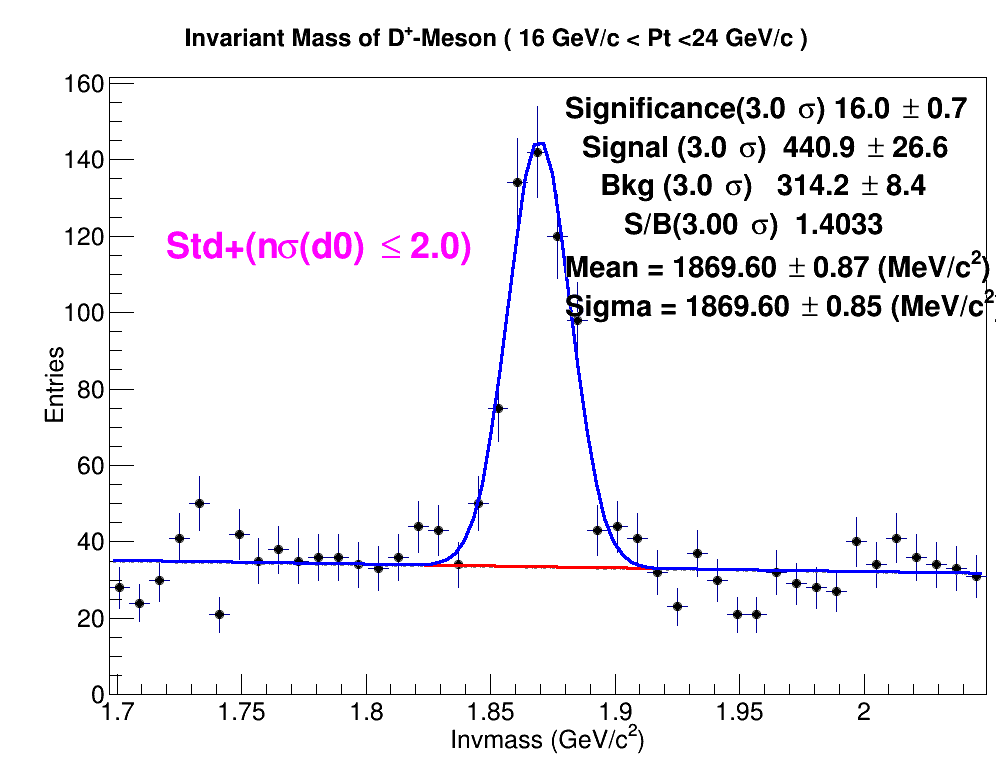 Invariant Mass of D⁺-Meson ( 16 GeV/c < Pt <24 GeV/c )
Significance(3.0 σ) 16.0 ± 0.7
Signal (3.0 σ) 440.9 ± 26.6
Bkg (3.0 σ) 314.2 ± 8.4
S/B(3.00 σ) 1.4033
Mean = 1869.60 ± 0.87 (MeV/c²)
Sigma = 1869.60 ± 0.85 (MeV/c²)
Std+(nσ(d0) ≤ 2.0)
Entries
160
140
120
100
80
60
40
20
0
1.7 1.75 1.8 1.85 1.9 1.95 2
Invmass (GeV/c²)